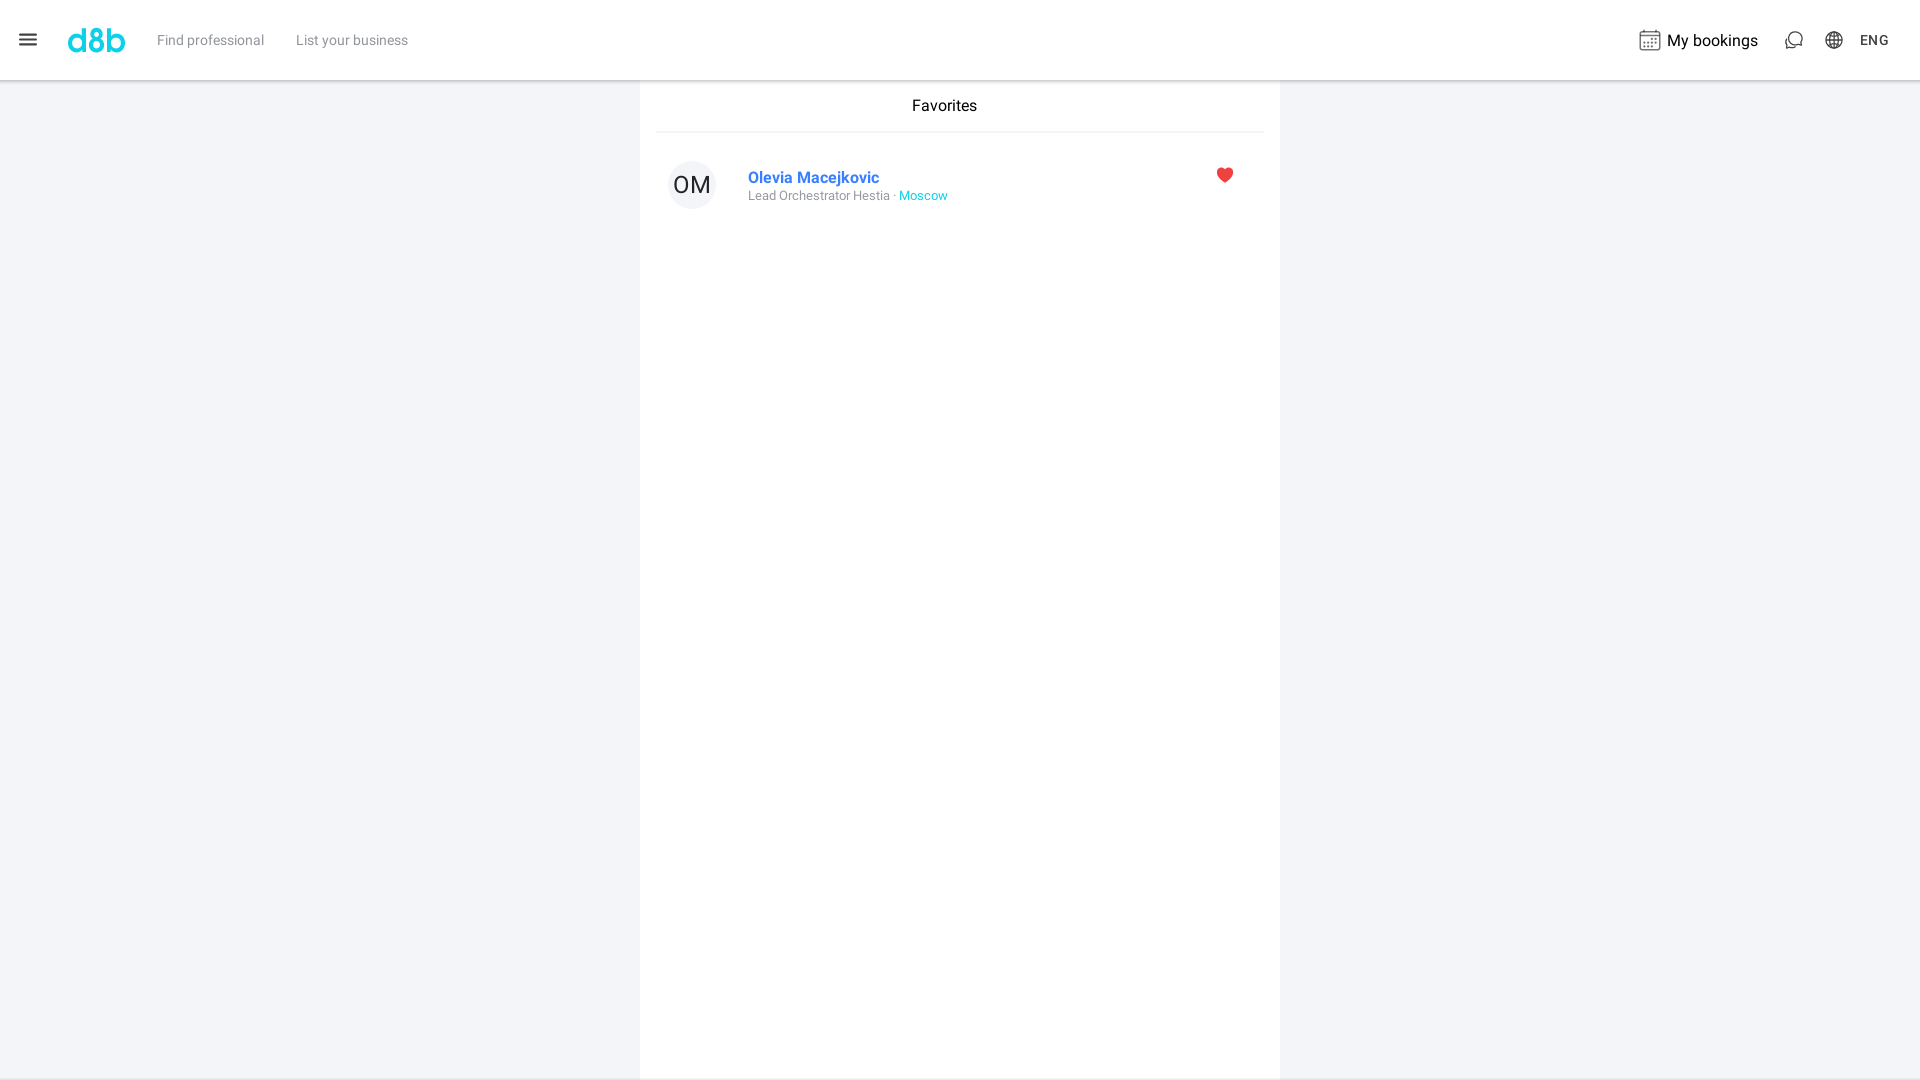 d8b
Find professional
List your business
My bookings
ENG
Favorites
OM
Olevia Macejkovic
Lead Orchestrator Hestia · Moscow